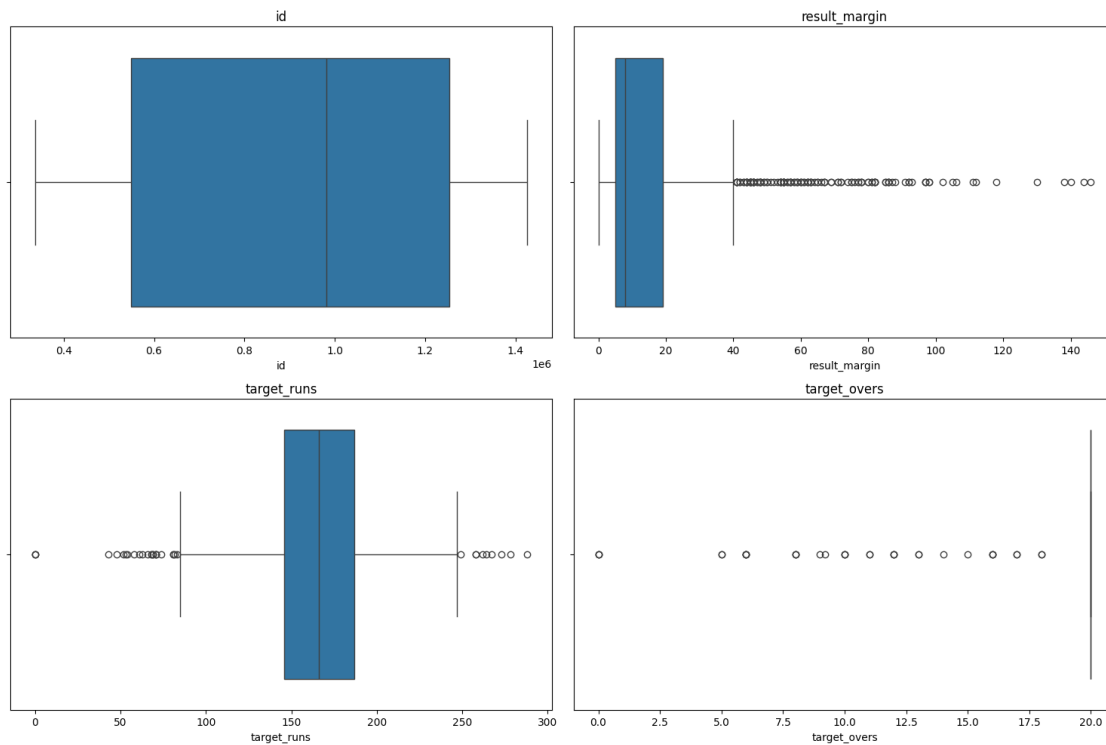 id
0.4 0.6 0.8 1.0 1.2 1.4
1e6
id
result_margin
0 20 40 60 80 100 120 140
result_margin
target_runs
0 50 100 150 200 250 300
target_runs
target_overs
0.0 2.5 5.0 7.5 10.0 12.5 15.0 17.5 20.0
target_overs